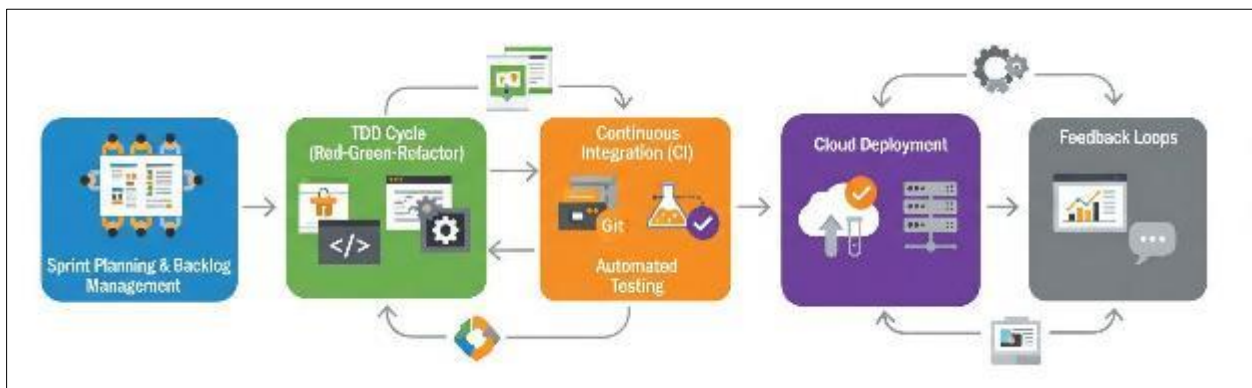 Sprint Planning & Backlog
Management
TDD Cycle
(Red-Green-Refactor)
</>
Continuous
Integration (CI)
Git
Automated
Testing
Cloud Deployment
Feedback Loops